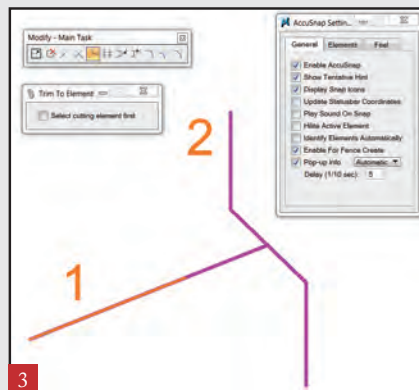 Modify - Main Task
Trim To Element
Select cutting element first
AccuSnap Settin...
General Elements Feel
Enable AccuSnap
Show Tentative Hint
Display Snap Icons
Update Statusbar Coordinates
Play Sound On Snap
Hilite Active Element
Identify Elements Automatically
Enable For Fence Create
Pop-up Info Automatic
Delay (1/10 sec): 5
2
1
3